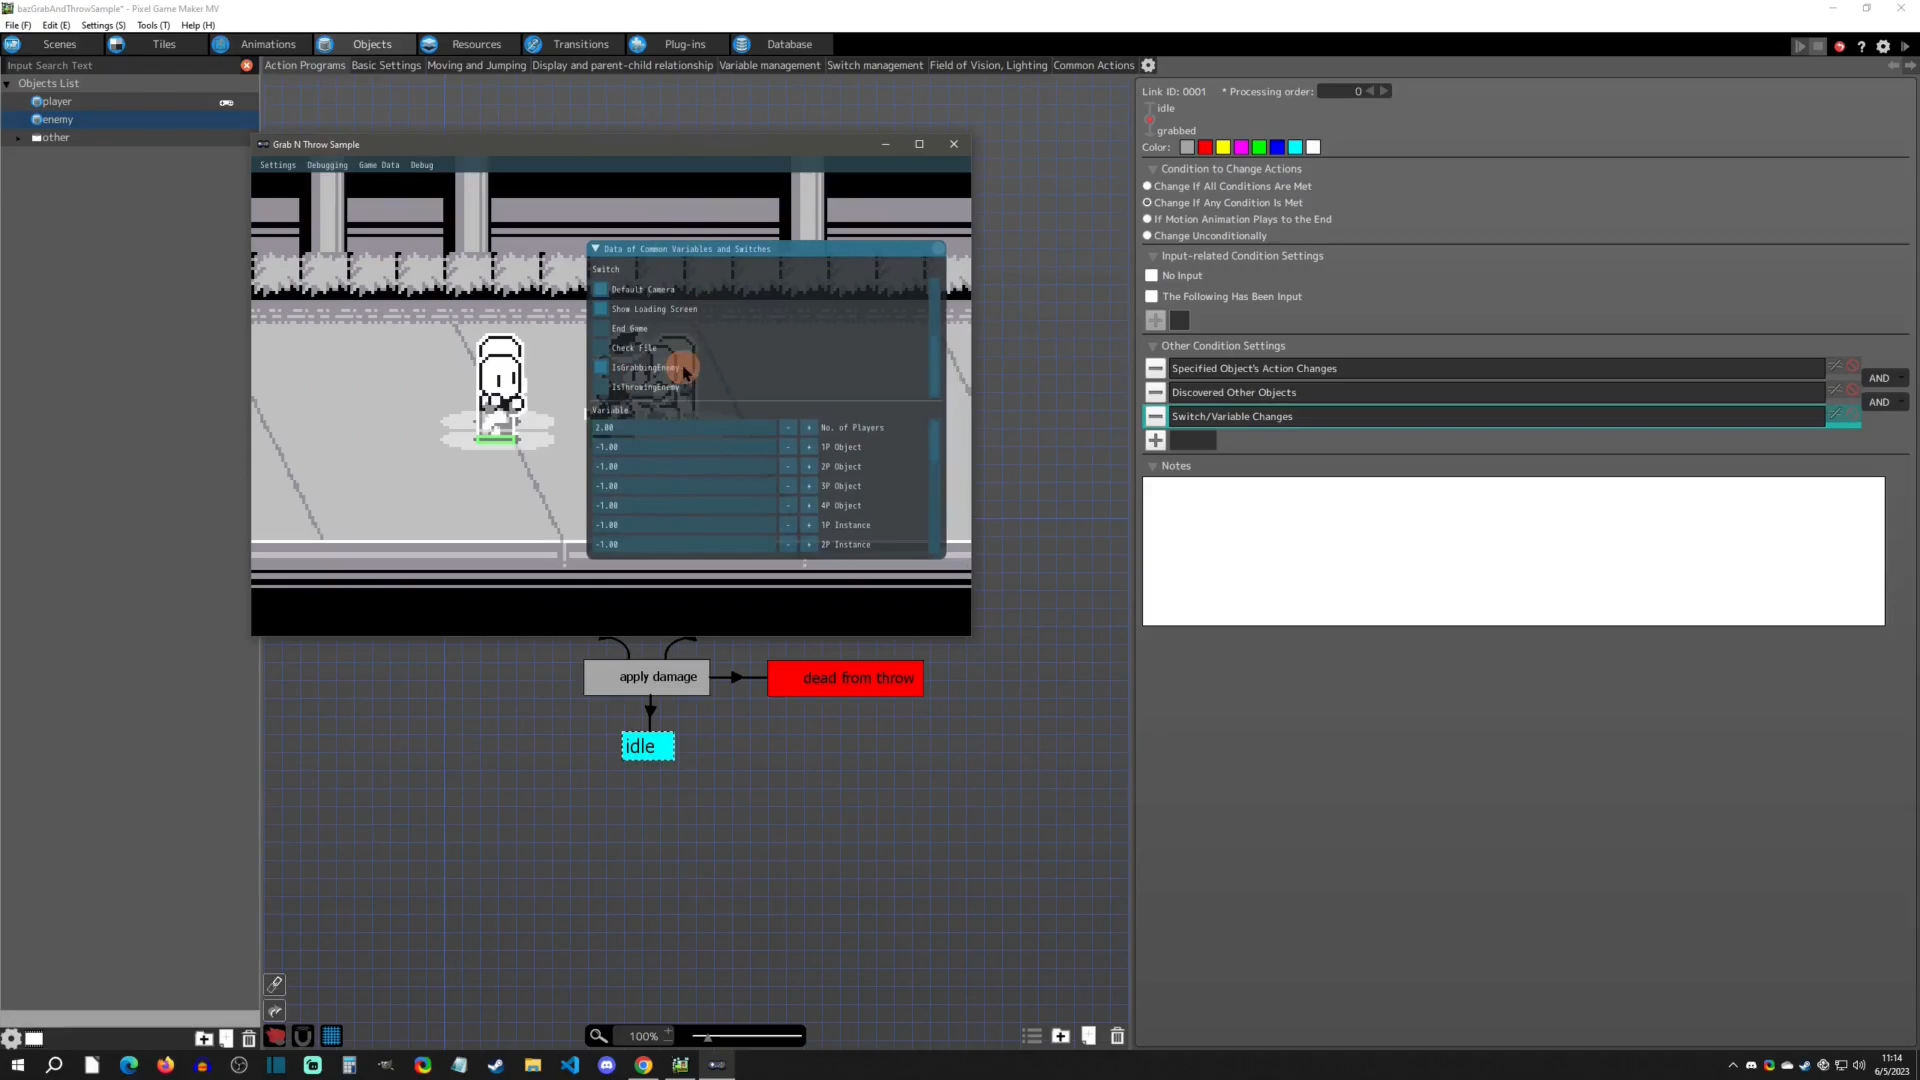 bazGrabAndThrowSample* - Pixel Game Maker MV
File (F) Edit (E) Settings (S) Tools (T) Help (H)
Scenes Tiles Animations Objects Resources Transitions Plug-ins Database
Input Search Text
Action Programs Basic Settings Moving and Jumping Display and parent-child relationship Variable management Switch management Field of Vision, Lighting Common Actions
Objects List
player
enemy
other
Grab N Throw Sample
Settings Debugging Game Data Debug
Data of Common Variables and Switches
Switch
Default Camera
Show Loading Screen
End Game
Check File
IsGrabbingEnemy
IsThrowingEnemy
Variable
2.00 - + No. of Players
-1.00 - + 1P Object
-1.00 - + 2P Object
-1.00 - + 3P Object
-1.00 - + 4P Object
-1.00 - + 1P Instance
-1.00 - + 2P Instance
apply damage
dead from throw
idle
100%
Link ID: 0001 * Processing order: 0
idle
grabbed
Color:
Condition to Change Actions
Change If All Conditions Are Met
Change If Any Condition Is Met
If Motion Animation Plays to the End
Change Unconditionally
Input-related Condition Settings
No Input
The Following Has Been Input
Other Condition Settings
Specified Object's Action Changes
AND
Discovered Other Objects
AND
Switch/Variable Changes
Notes
11:14
6/5/2023